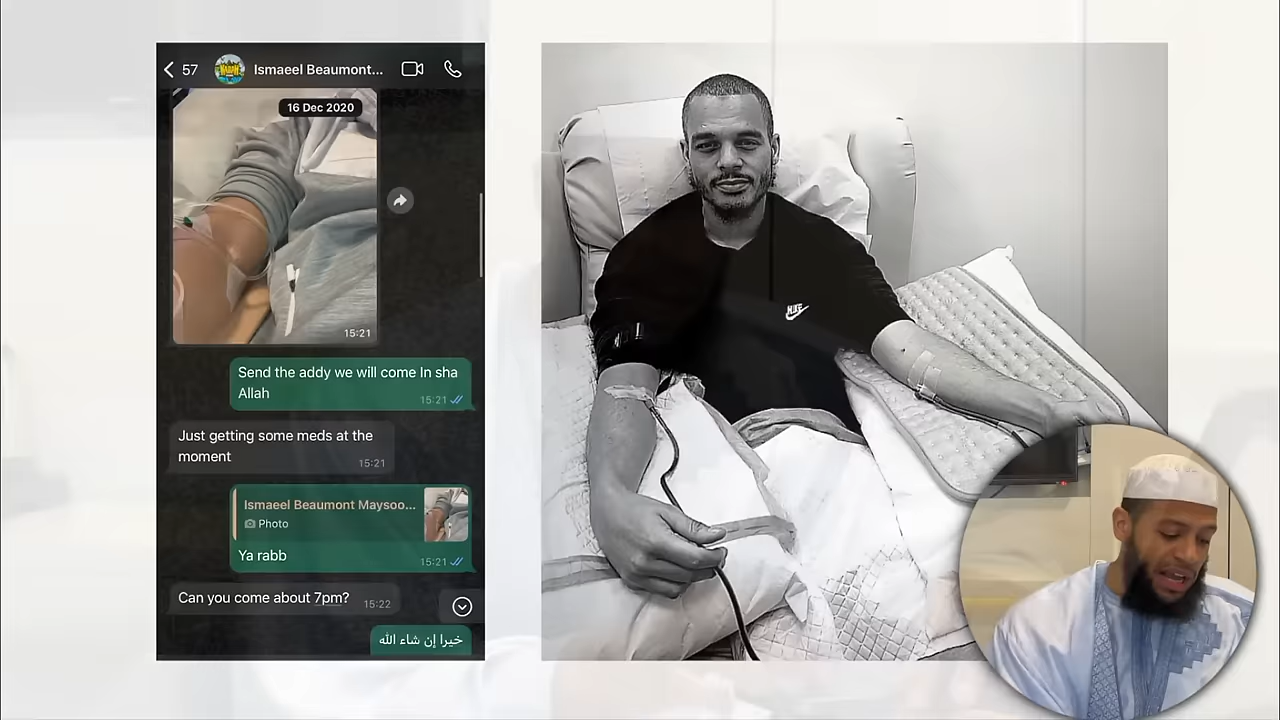 57
Ismaeel Beaumont...
16 Dec 2020
15:21
Send the addy we will come In sha
Allah
15:21
Just getting some meds at the
moment
15:21
Ismaeel Beaumont Maysoo...
Photo
Ya rabb
15:21
Can you come about 7pm?
15:22
خيرا إن شاء الله
NIKE